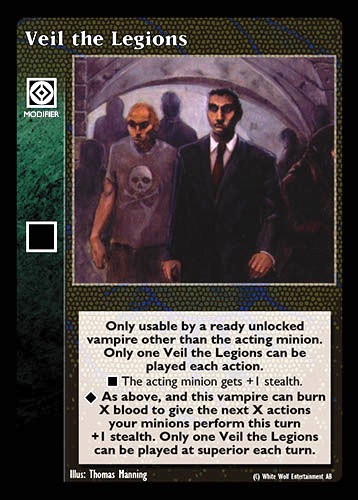 Veil the Legions
MODIFIER
Only usable by a ready unlocked
vampire other than the acting minion.
Only one Veil the Legions can be
played each action.
The acting minion gets +1 stealth.
As above, and this vampire can burn
X blood to give the next X actions
your minions perform this turn
+1 stealth. Only one Veil the Legions
can be played at superior each turn.
Illus: Thomas Manning
(C) White Wolf Entertainment AB